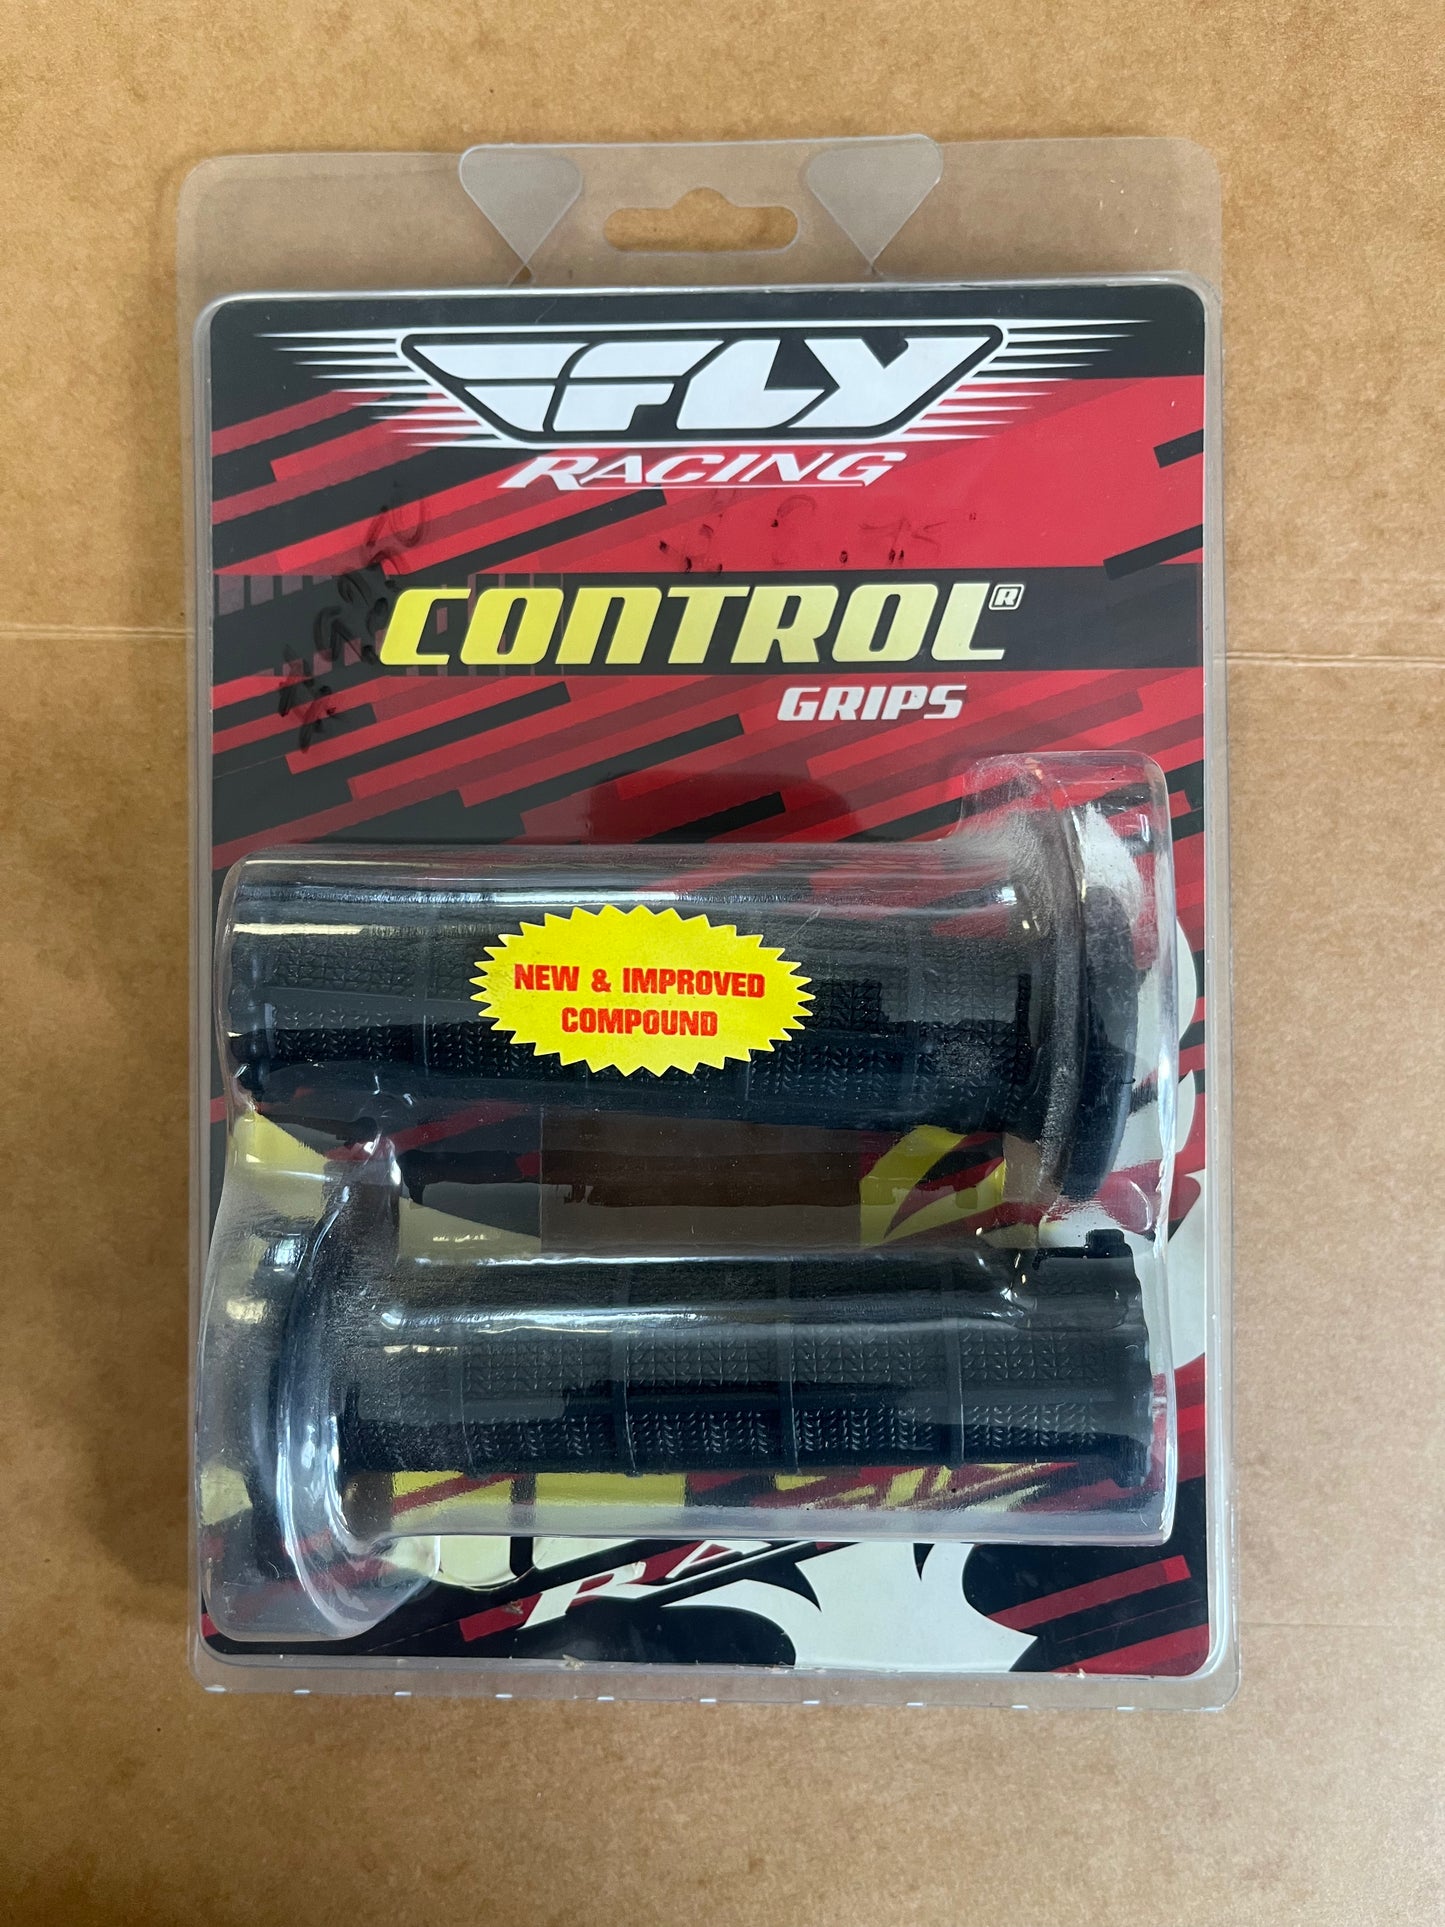 FLY
RACING
CONTROL®
GRIPS
NEW & IMPROVED
COMPOUND